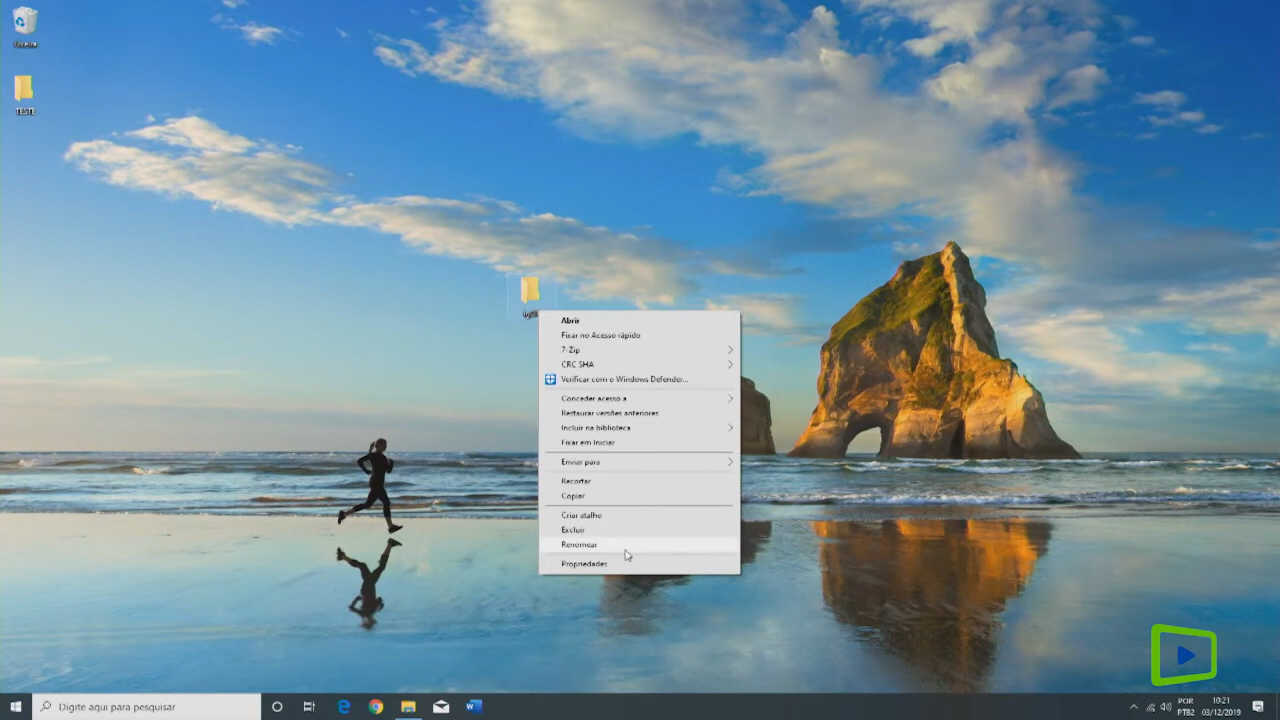 Lixeira
TESTE
Abrir
Fixar no Acesso rápido
7-Zip
CRC SHA
Verificar com o Windows Defender...
Conceder acesso a
Restaurar versões anteriores
Incluir na biblioteca
Fixar em Iniciar
Enviar para
Recortar
Copiar
Criar atalho
Excluir
Renomear
Propriedades
Digite aqui para pesquisar
POR
PTB2
10:21
03/12/2019